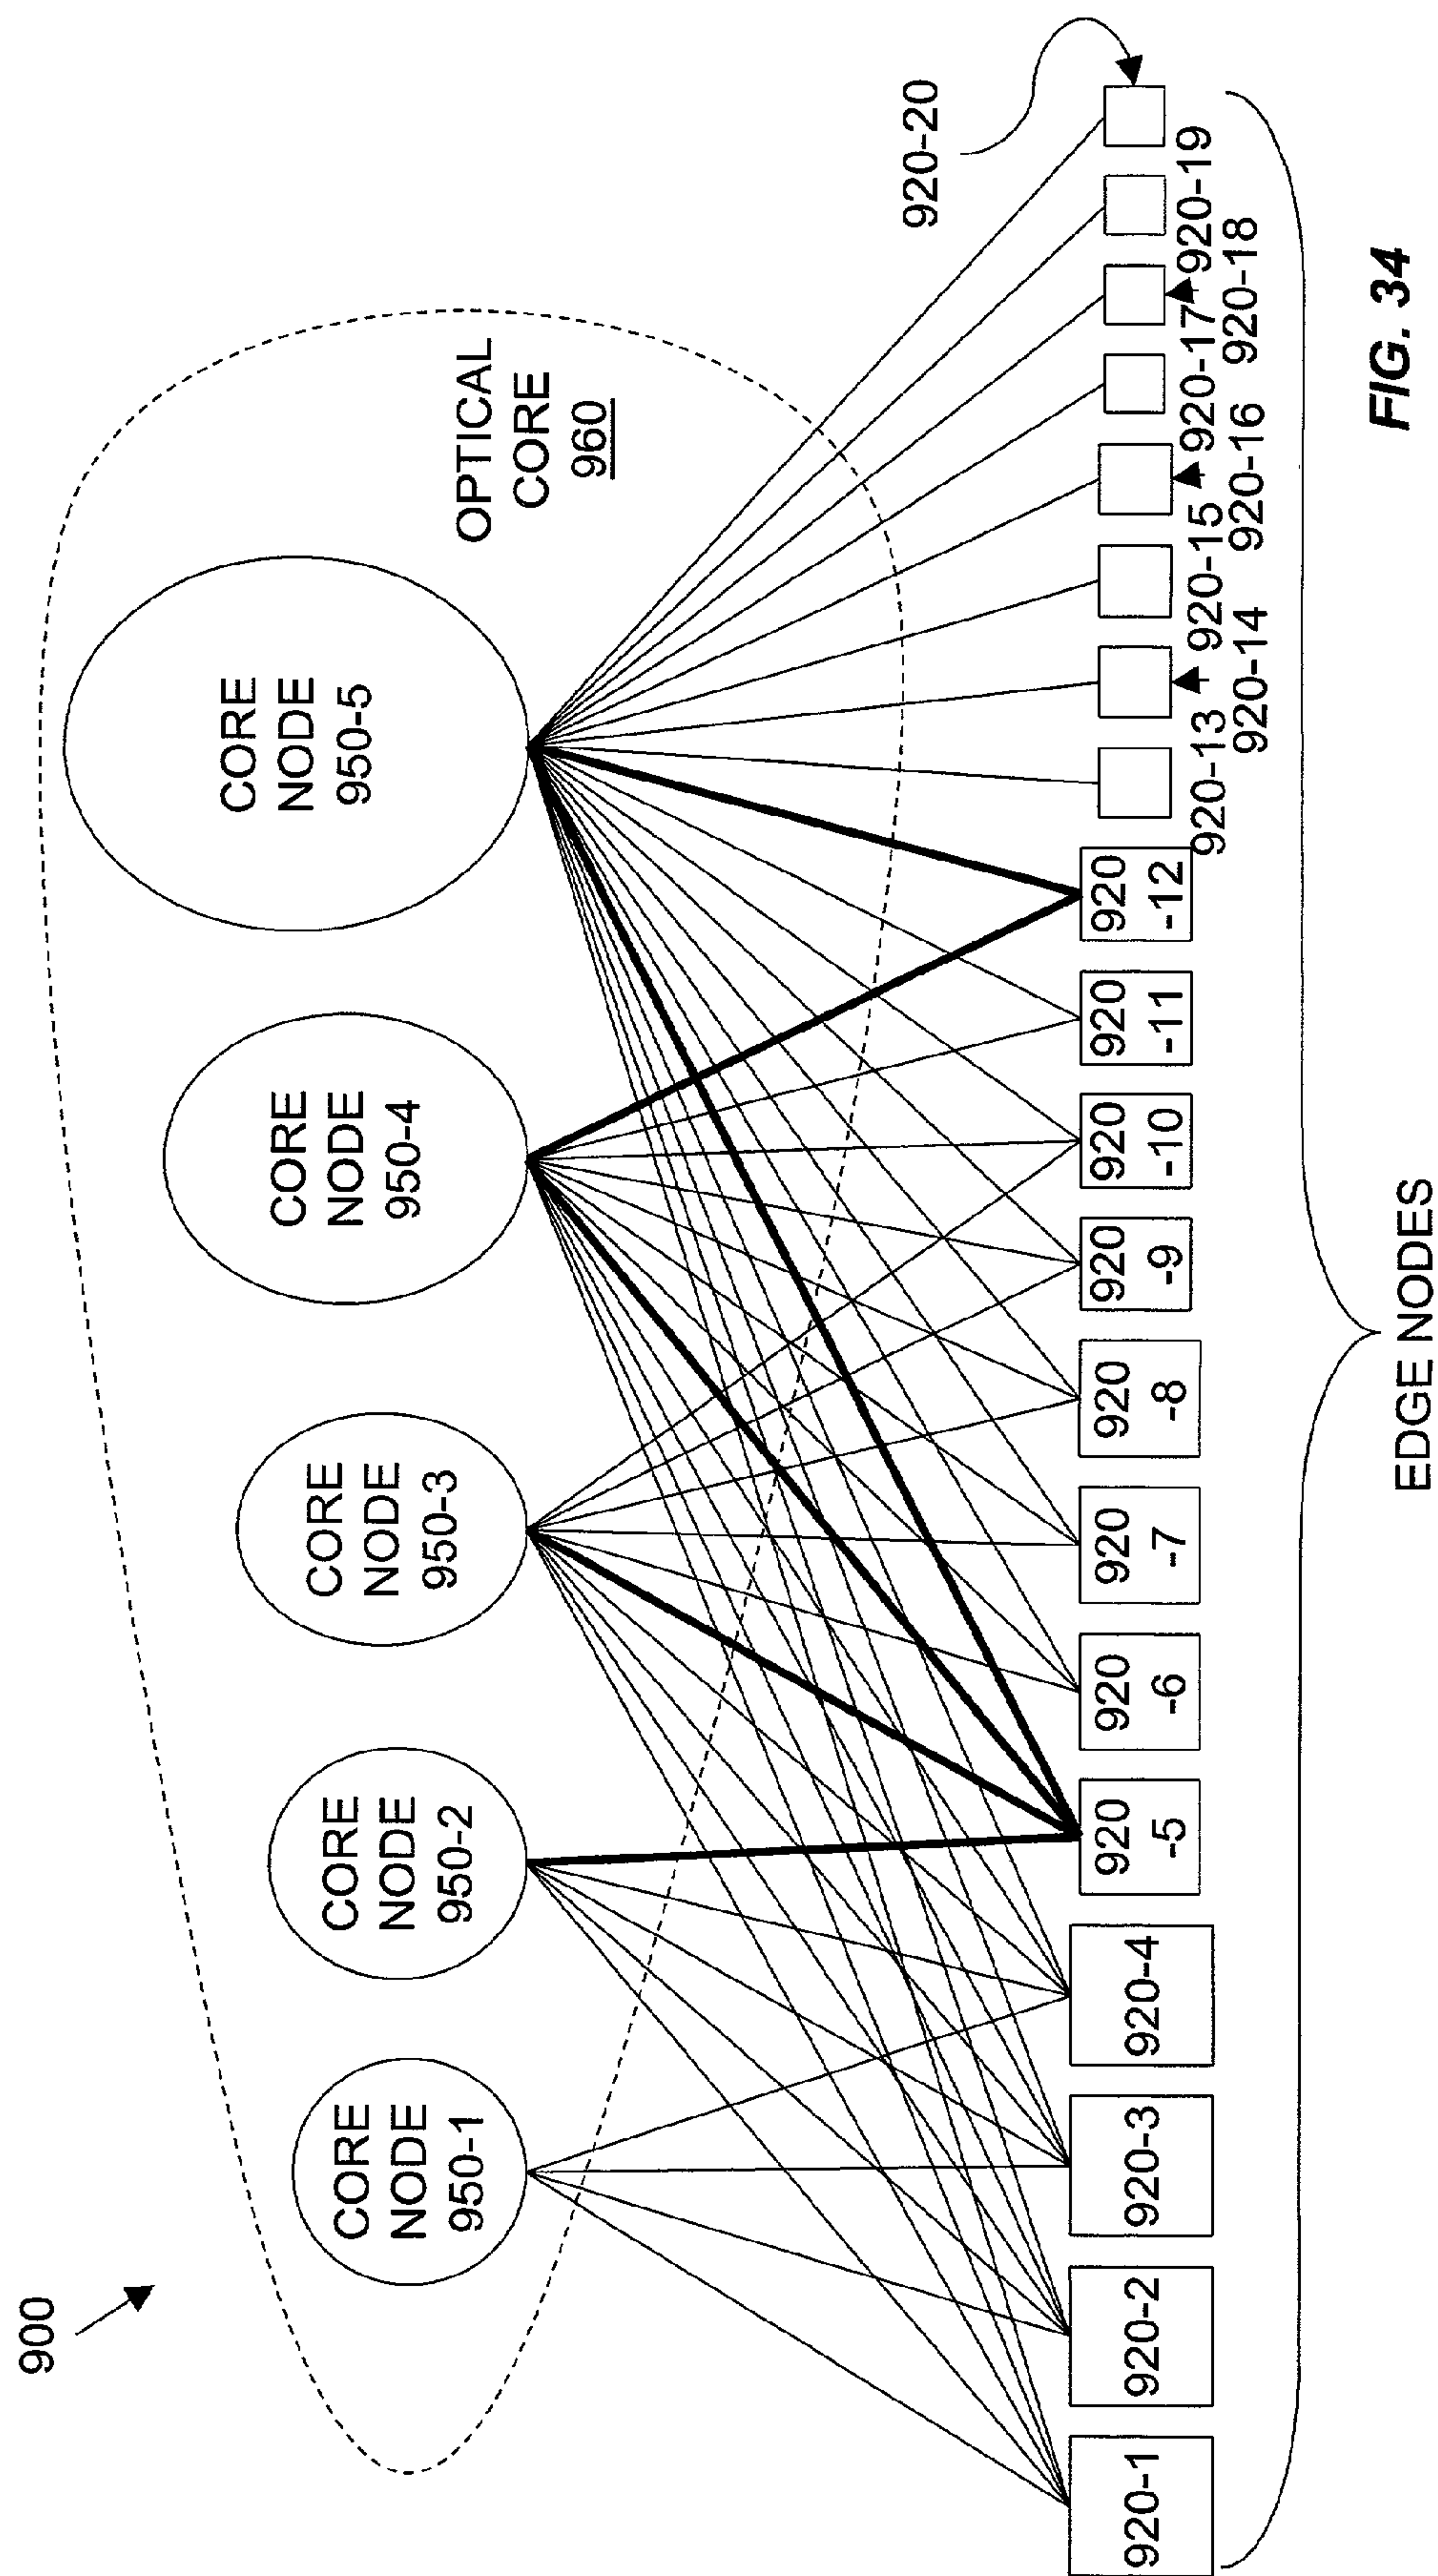 900
CORE
NODE
950-1
CORE
NODE
950-2
CORE
NODE
950-3
CORE
NODE
950-4
CORE
NODE
950-5
OPTICAL
CORE
960
920-1
920-2
920-3
920-4
920
-5
920
-6
920
-7
920
-8
920
-9
920
-10
920
-11
920
-12
920-13
920-14
920-15
920-16
920-17
920-18
920-19
920-20
EDGE NODES
FIG. 34